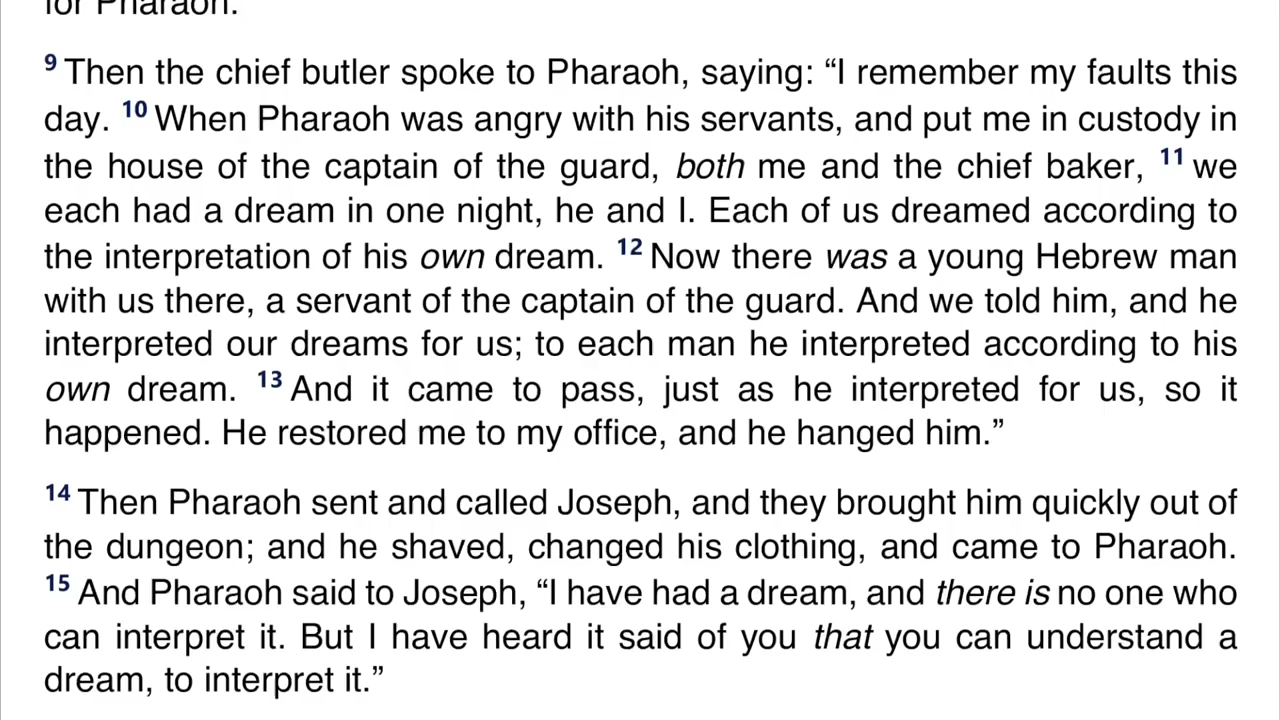 for Pharaoh.
9 Then the chief butler spoke to Pharaoh, saying: “I remember my faults this
day. 10 When Pharaoh was angry with his servants, and put me in custody in
the house of the captain of the guard, both me and the chief baker, 11 we
each had a dream in one night, he and I. Each of us dreamed according to
the interpretation of his own dream. 12 Now there was a young Hebrew man
with us there, a servant of the captain of the guard. And we told him, and he
interpreted our dreams for us; to each man he interpreted according to his
own dream. 13 And it came to pass, just as he interpreted for us, so it
happened. He restored me to my office, and he hanged him.”
14 Then Pharaoh sent and called Joseph, and they brought him quickly out of
the dungeon; and he shaved, changed his clothing, and came to Pharaoh.
15 And Pharaoh said to Joseph, “I have had a dream, and there is no one who
can interpret it. But I have heard it said of you that you can understand a
dream, to interpret it.”